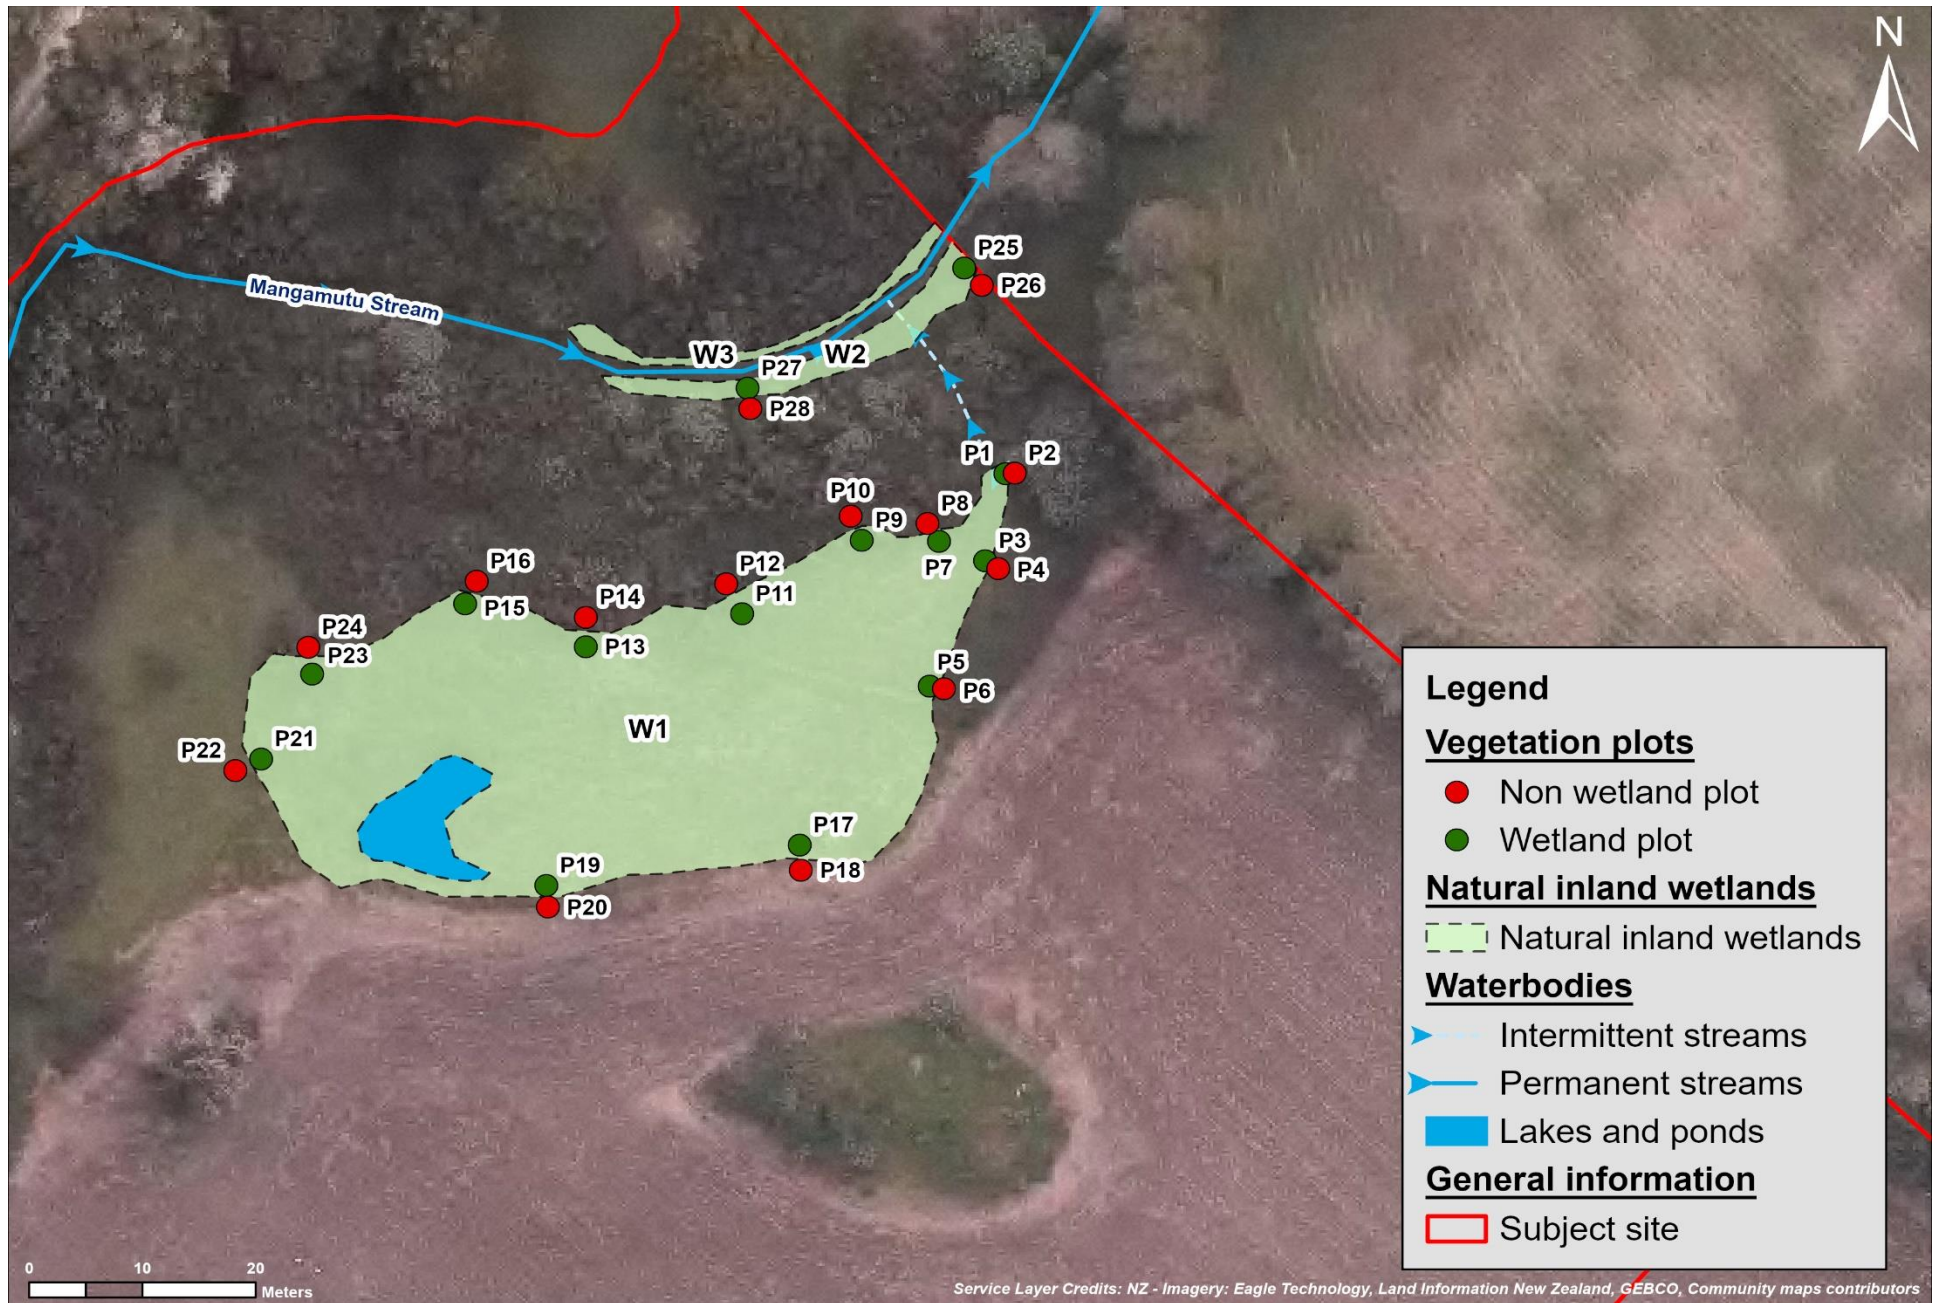 N
P25
P26
Mangamutu Stream
W3
W2
P27
P28
P1
P2
P10
P8
P9
P3
P7
P4
P16
P12
P15
P14
P11
P24
P13
P23
P5
P6
W1
P21
P22
P17
P19
P18
P20
Legend
Vegetation plots
Non wetland plot
Wetland plot
Natural inland wetlands
Natural inland wetlands
Waterbodies
Intermittent streams
Permanent streams
Lakes and ponds
General information
Subject site
0 10 20
Meters
Service Layer Credits: NZ - Imagery: Eagle Technology, Land Information New Zealand, GEBCO, Community maps contributors